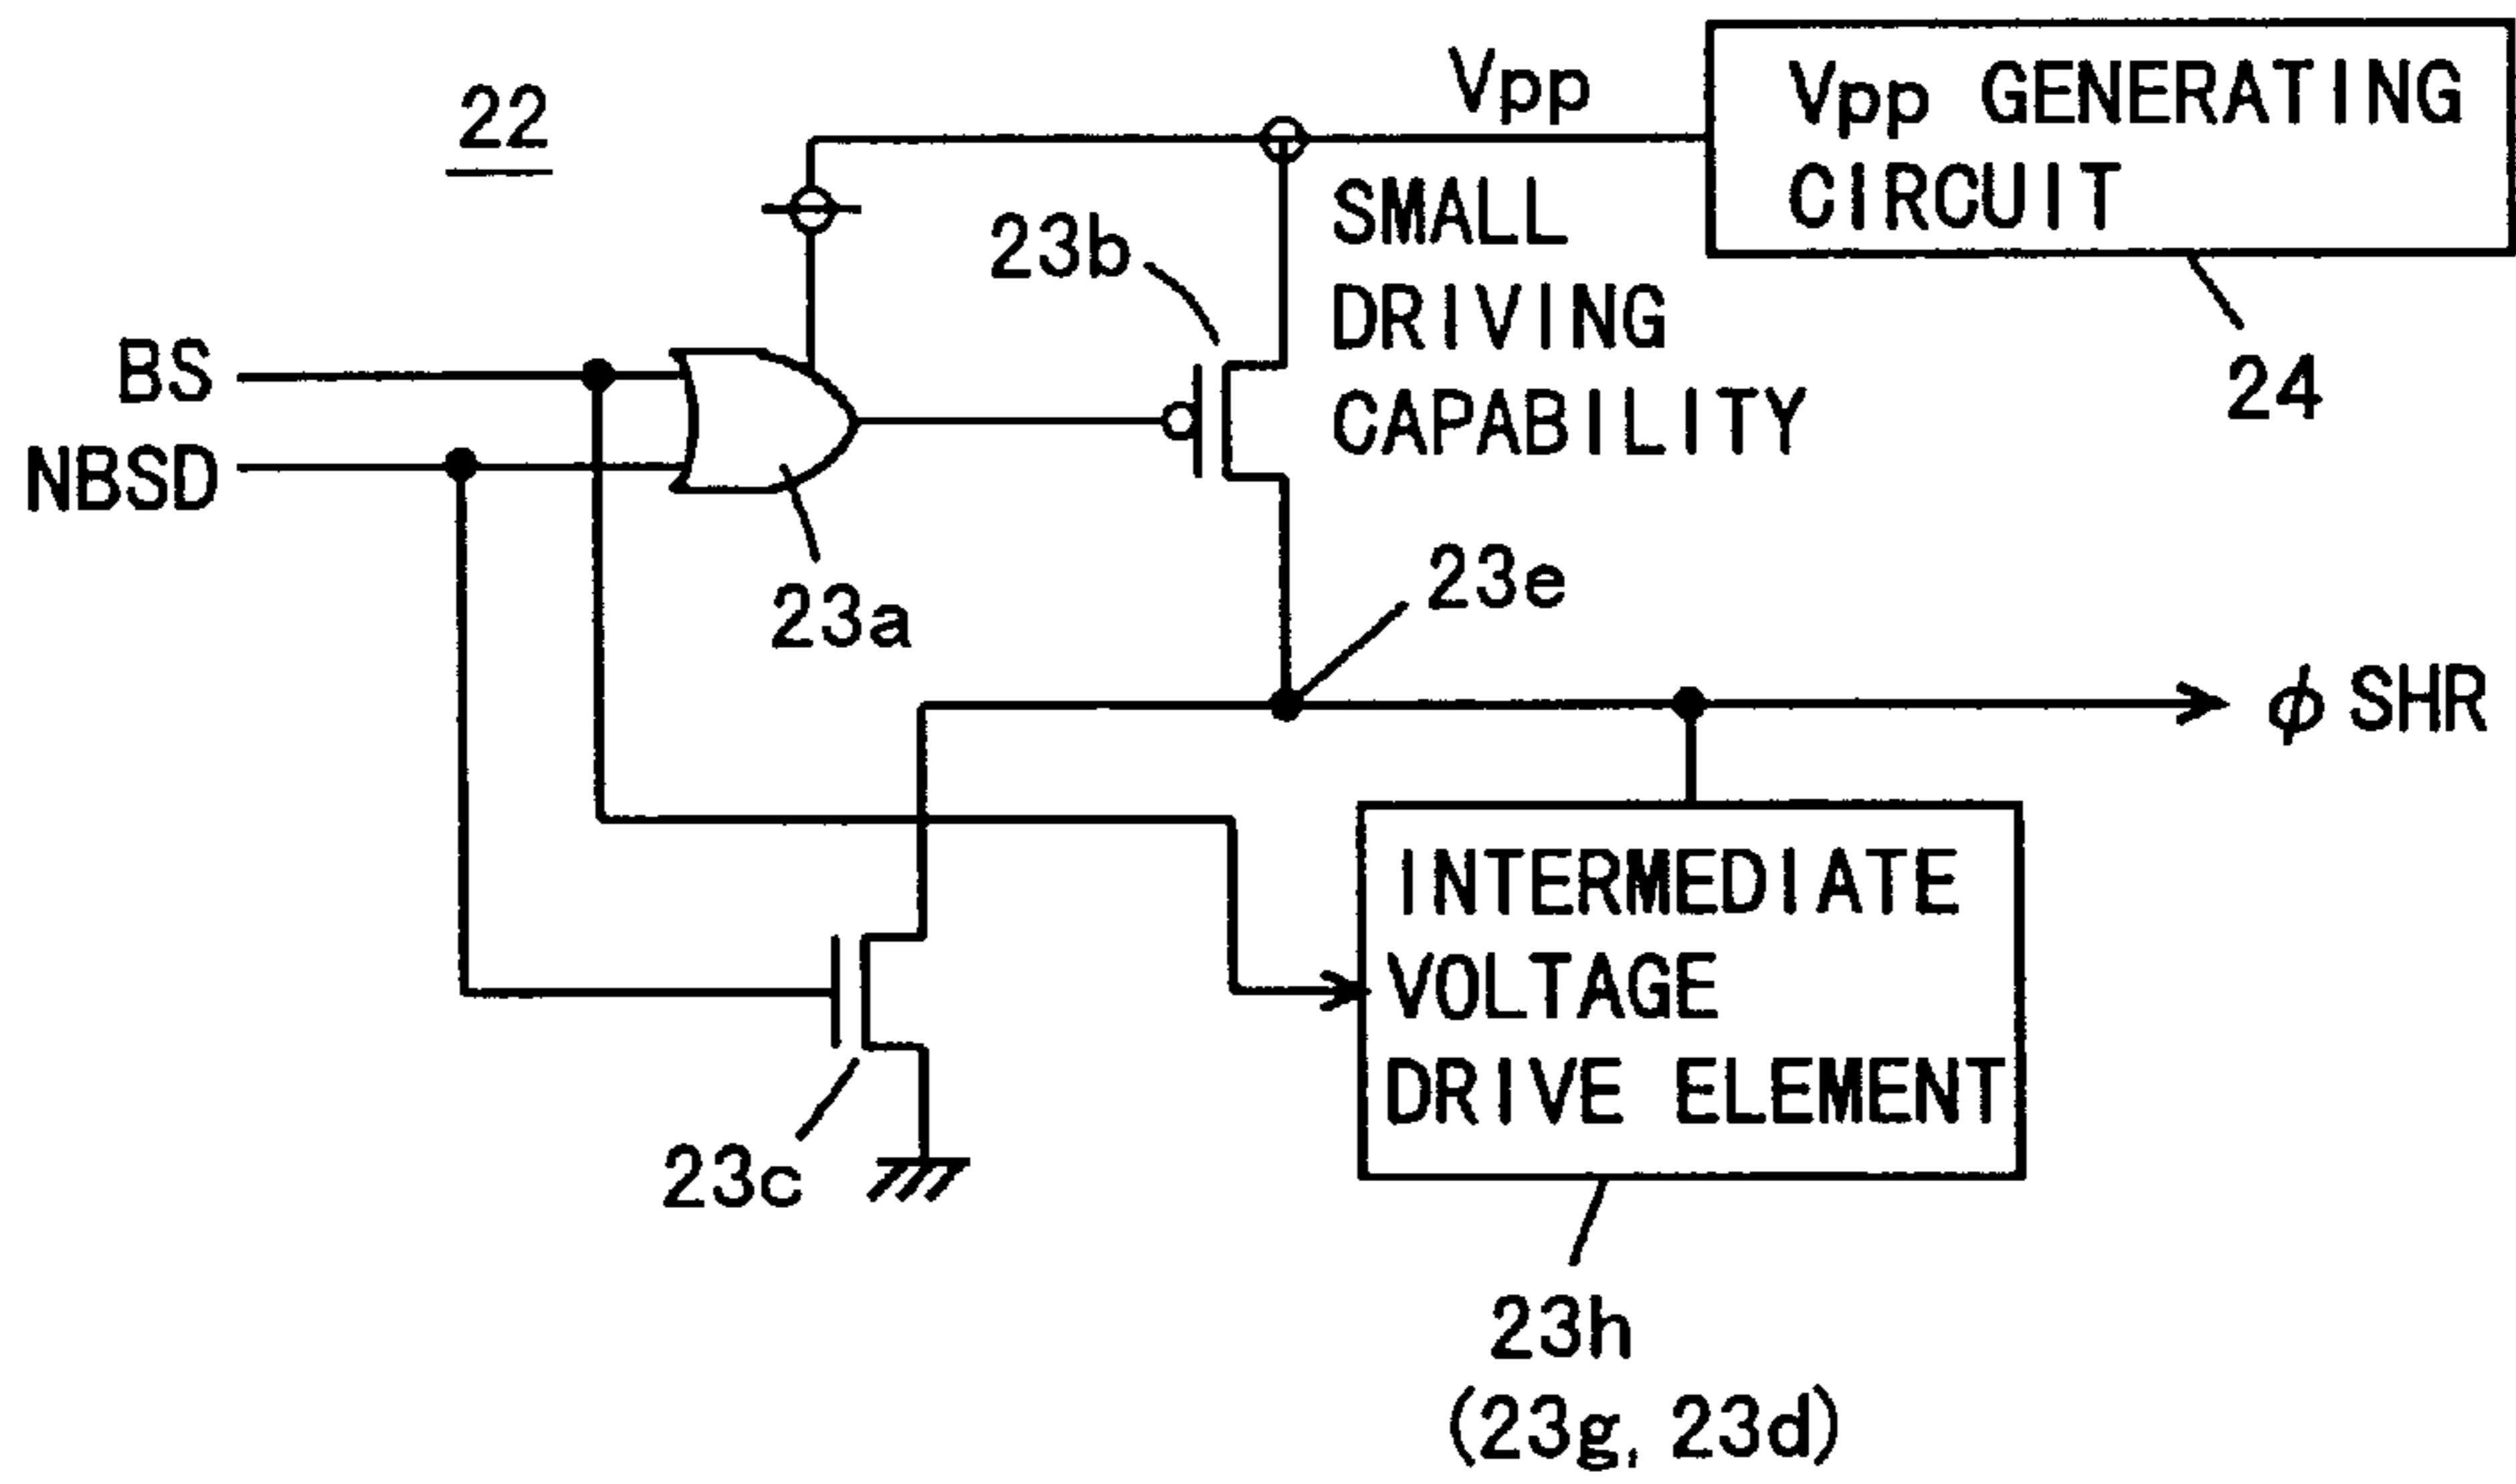 22
Vpp
Vpp GENERATING
CIRCUIT
23b
SMALL
DRIVING
CAPABILITY
24
BS
NBSD
23a
23e
φ SHR
INTERMEDIATE
VOLTAGE
DRIVE ELEMENT
23c
23h
(23g, 23d)